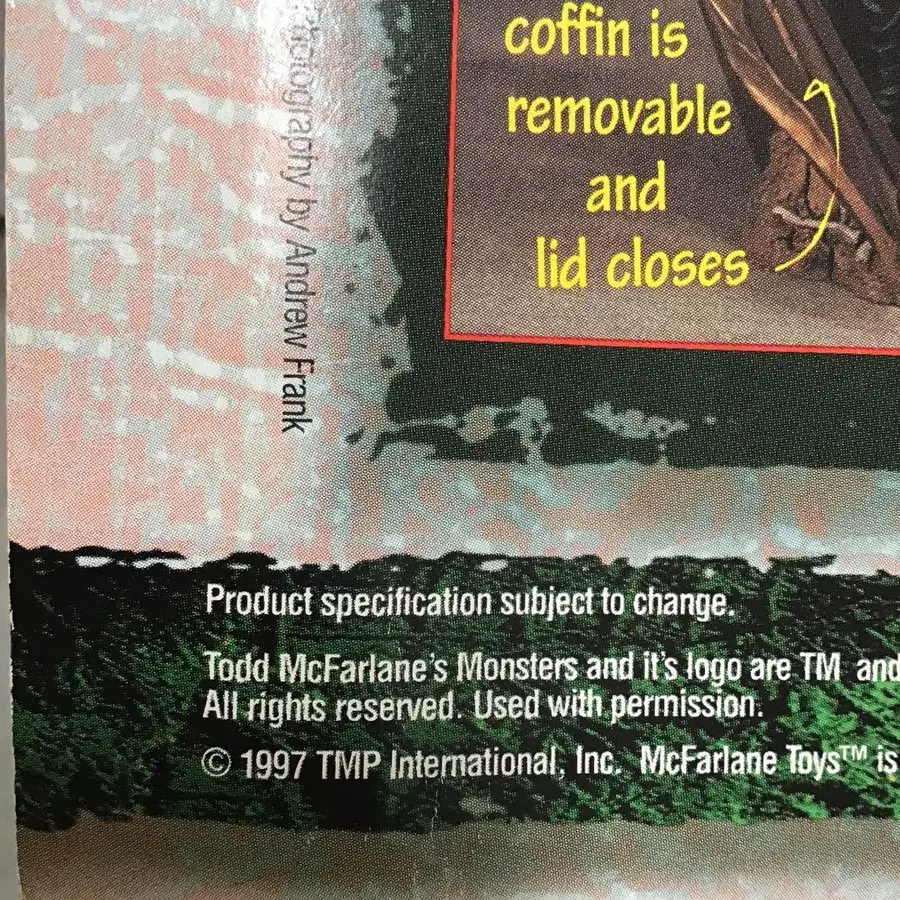 coffin is
removable
and
lid closes
Photography by Andrew Frank
Product specification subject to change.
Todd McFarlane's Monsters and it's logo are TM and
All rights reserved. Used with permission.
© 1997 TMP International, Inc. McFarlane Toys™ is